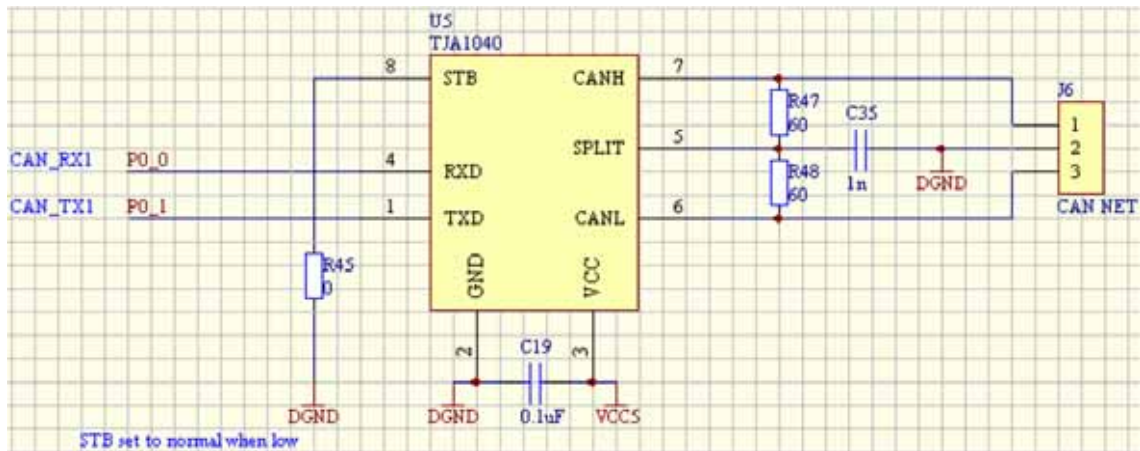 U5
TJA1040
8 STB CANH 7
J6
R47
60
C35
1
CAN_RX1 P0_0 4 RXD SPLIT 5 2
1n DGND
R48
60
3
CAN_TX1 P0_1 1 TXD CANL 6 CAN NET
R45
0
GND VCC
2 C19 3
DGND DGND 0.1uF VCC5
STB set to normal when low